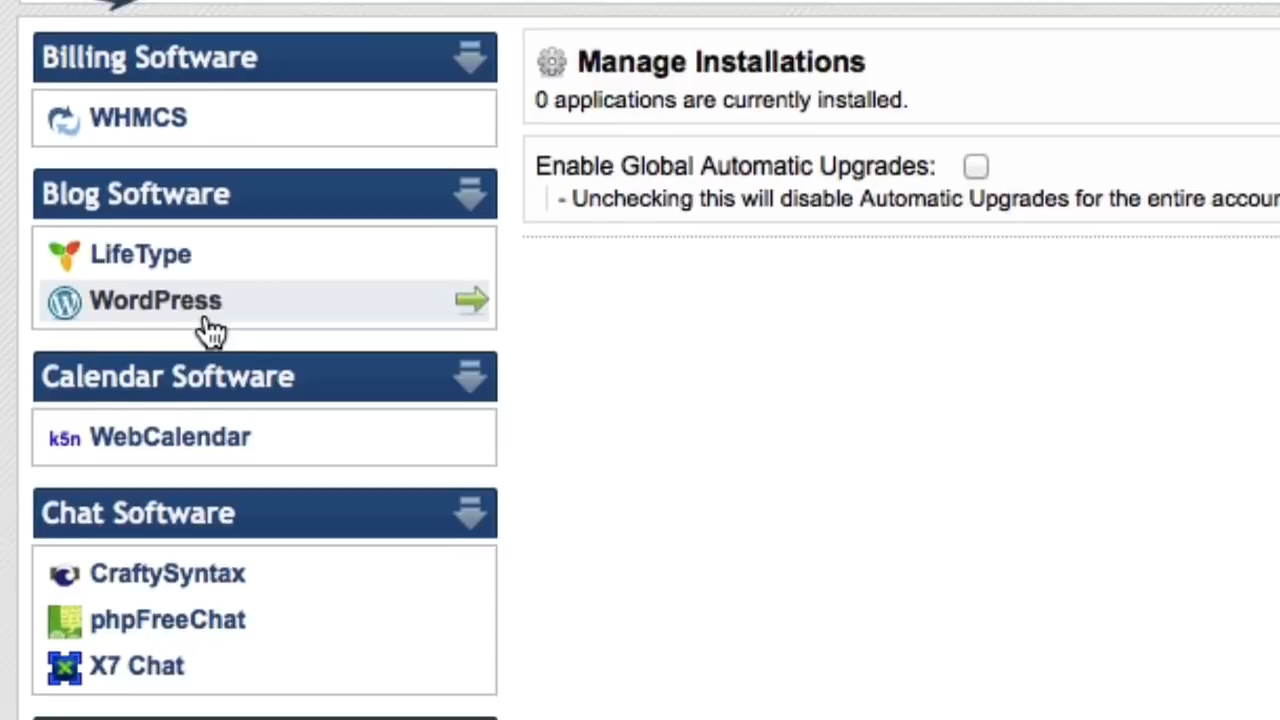 Billing Software
WHMCS
Blog Software
LifeType
WordPress
Calendar Software
k5n WebCalendar
Chat Software
CraftySyntax
phpFreeChat
X7 Chat
Manage Installations
0 applications are currently installed.
Enable Global Automatic Upgrades:
- Unchecking this will disable Automatic Upgrades for the entire accour